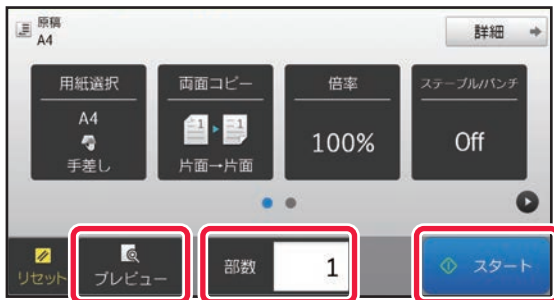 原稿
A4
詳細
用紙選択
A4
手差し
両面コピー
1 1
片面→片面
倍率
100%
ステープル/パンチ
Off
リセット
プレビュー
部数
1
スタート